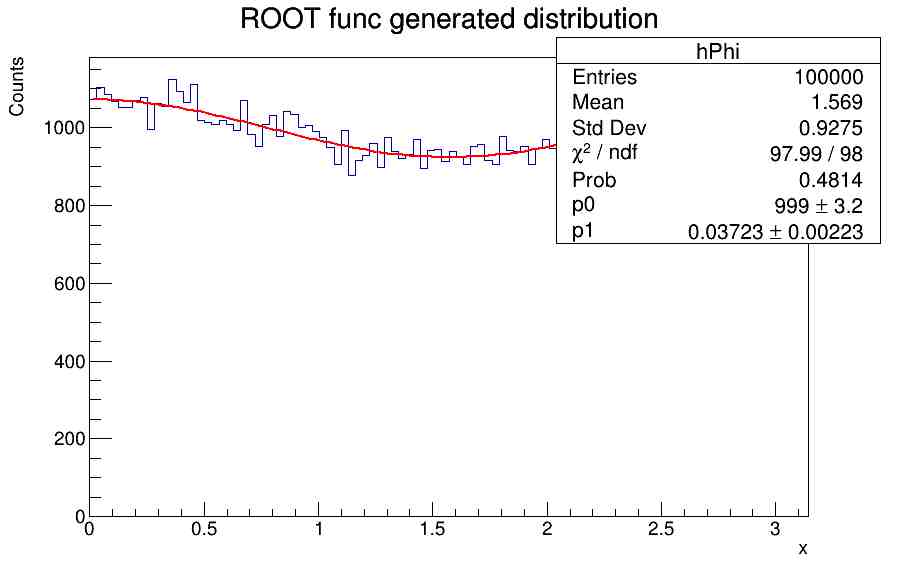 ROOT func generated distribution
Counts
hPhi
Entries 100000
Mean 1.569
Std Dev 0.9275
χ² / ndf 97.99 / 98
Prob 0.4814
p0 999 ± 3.2
p1 0.03723 ± 0.00223
1000
800
600
400
200
0
0 0.5 1 1.5 2 2.5 3
x